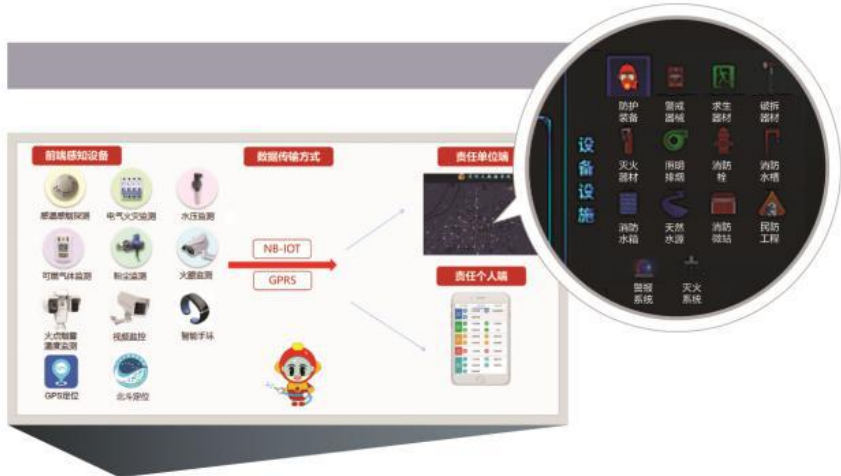 前端感知设备
数据传输方式
责任单位端
感温感烟探测
电气火灾监测
水压监测
可燃气体监测
粉尘监测
火眼监测
火点烟雾
温度监测
视频监控
智能手环
GPS定位
北斗定位
NB-IOT
GPRS
责任个人端
设备设施
防护
装备
警戒
器械
求生
器材
破拆
器材
灭火
器材
照明
排烟
消防
栓
消防
水槽
消防
水箱
天然
水源
消防
微站
民防
工程
警报
系统
灭火
系统